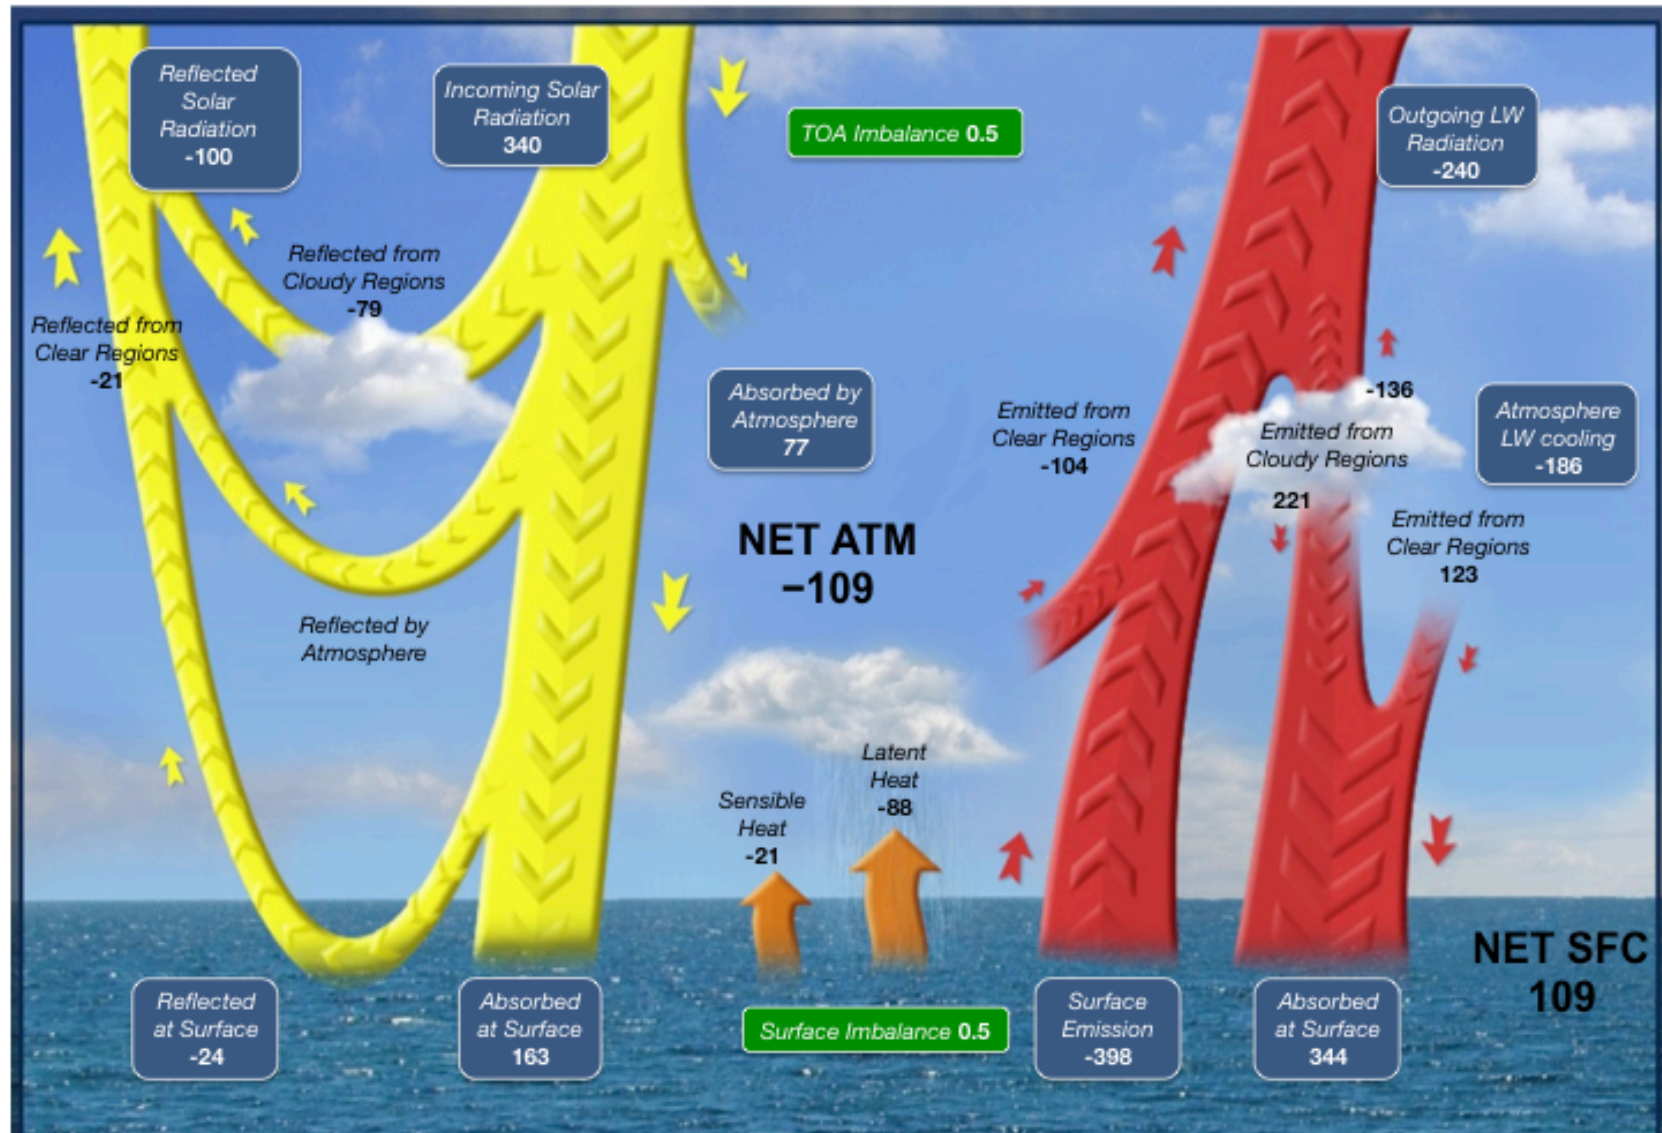 Reflected
Solar
Radiation
-100
Incoming Solar
Radiation
340
TOA Imbalance 0.5
Outgoing LW
Radiation
-240
Reflected from
Cloudy Regions
-79
Reflected from
Clear Regions
-21
Absorbed by
Atmosphere
77
Emitted from
Clear Regions
-104
-136
Emitted from
Cloudy Regions
221
Atmosphere
LW cooling
-186
Emitted from
Clear Regions
123
NET ATM
−109
Reflected by
Atmosphere
Sensible
Heat
-21
Latent
Heat
-88
NET SFC
109
Reflected
at Surface
-24
Absorbed
at Surface
163
Surface Imbalance 0.5
Surface
Emission
-398
Absorbed
at Surface
344